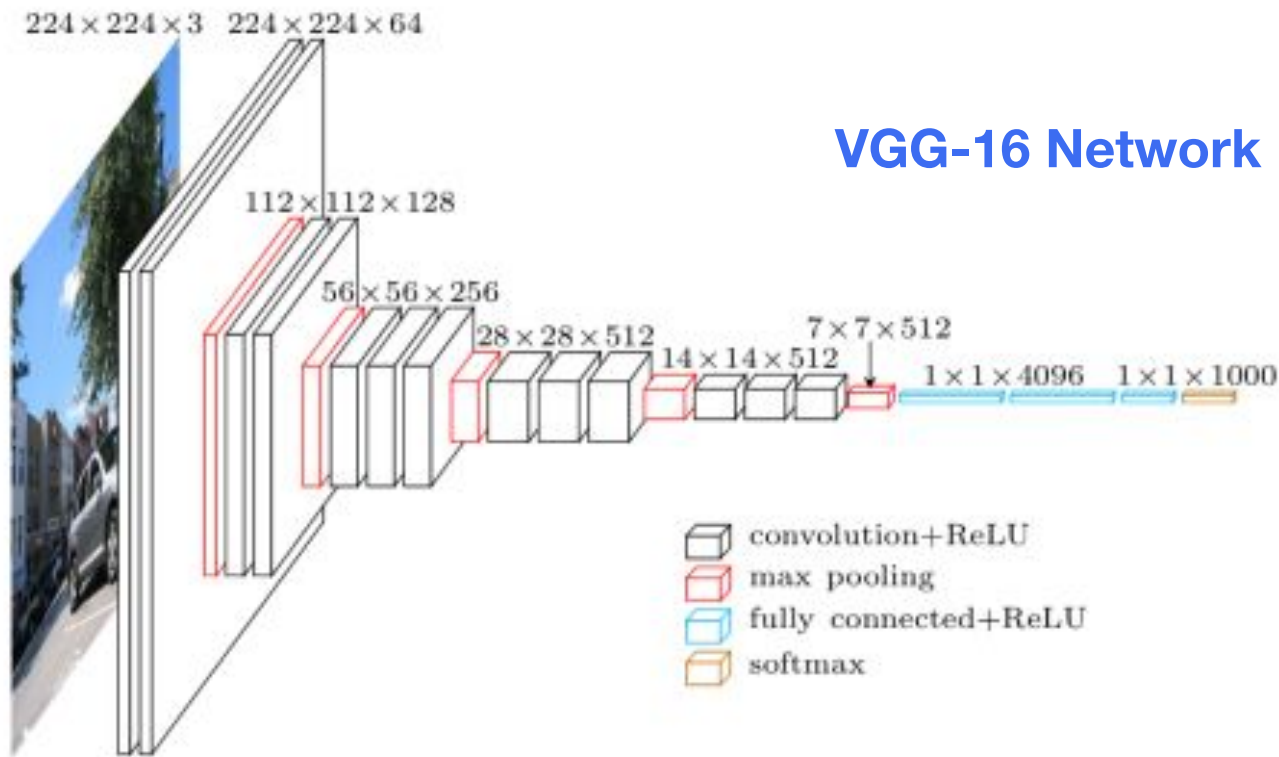 224×224×3
224×224×64
VGG-16 Network
112×112×128
56×56×256
28×28×512
7×7×512
14×14×512
1×1×4096
1×1×1000
convolution+ReLU
max pooling
fully connected+ReLU
softmax